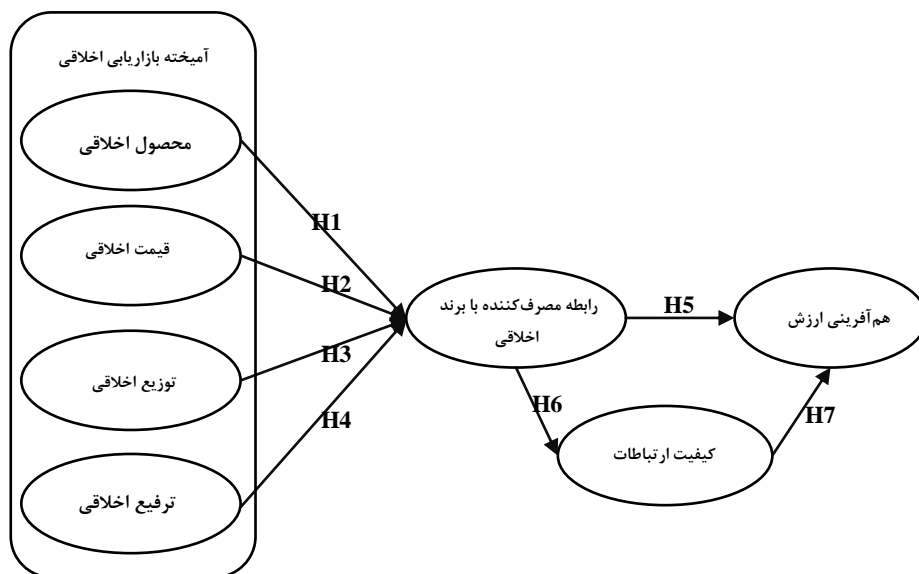 آمیخته بازاریابی اخلاقی
محصول اخلاقی
قیمت اخلاقی
توزیع اخلاقی
ترفیع اخلاقی
H1
H2
H3
H4
رابطه مصرف‌کننده با برند
اخلاقی
H5
هم‌آفرینی ارزش
H6
H7
کیفیت ارتباطات